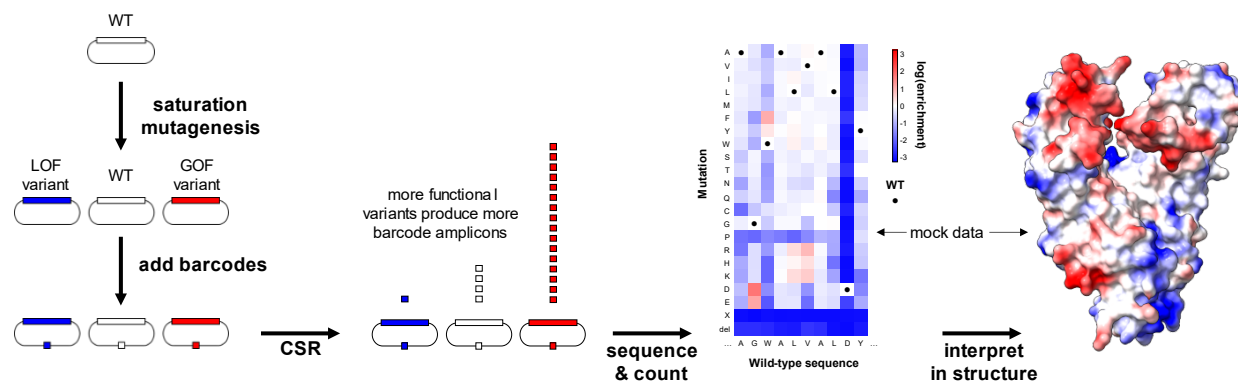 WT
saturation
mutagenesis
LOF
variant
WT
GOF
variant
add barcodes
CSR
more functional
variants produce more
barcode amplicons
sequence
& count
Mutation
A
V
I
L
M
F
Y
W
S
T
N
Q
C
G
P
R
H
K
D
E
X
del
... A G W A L V A L D Y ...
Wild-type sequence
3
2
1
0
-1
-2
-3
log(enrichment)
WT
mock data
interpret
in structure